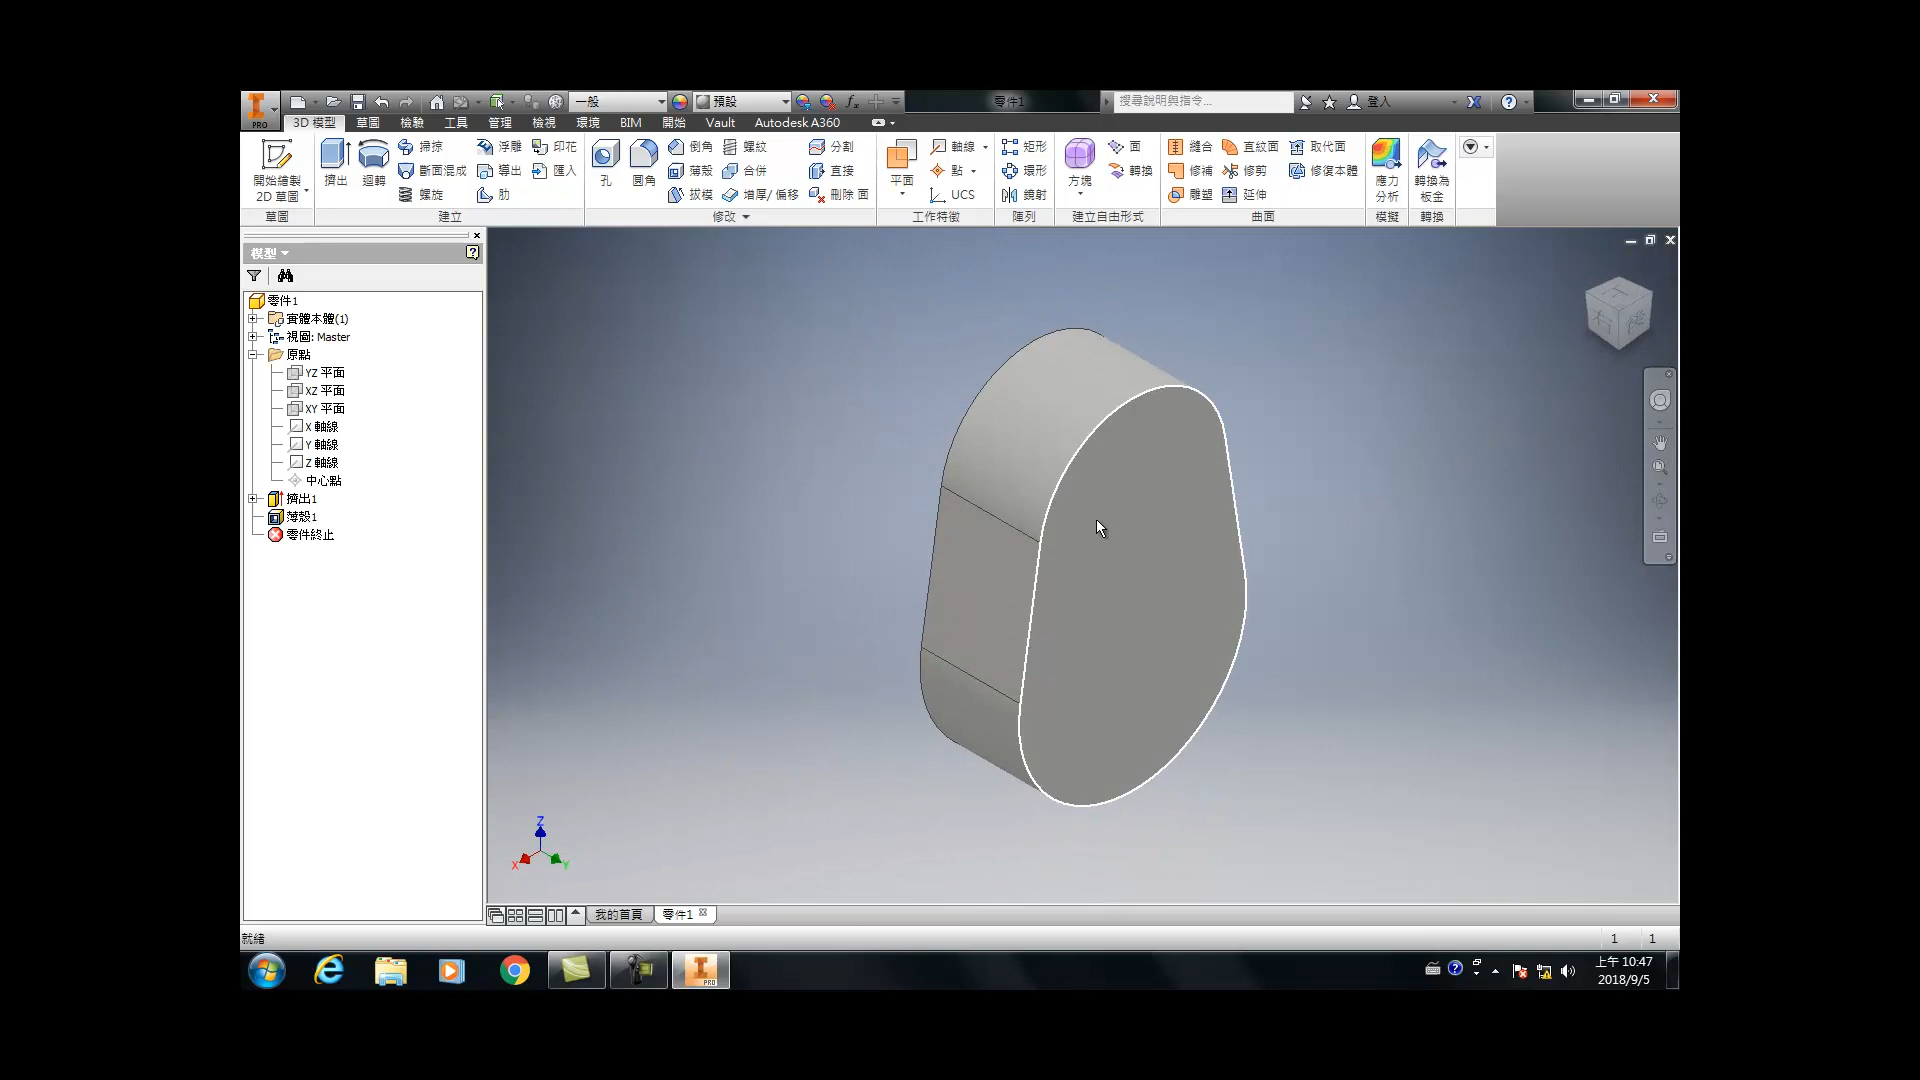 一般 預設 零件1 搜尋說明與指令... 登入
PRO 3D 模型 草圖 檢驗 工具 管理 檢視 環境 BIM 開始 Vault Autodesk A360
掃掠 浮雕 印花 倒角 螺紋 分割 軸線 矩形 面 縫合 直紋面 取代面
開始繪製 擠出 迴轉 斷面混成 導出 匯入 孔 圓角 薄殼 合併 直接 平面 點 環形 方塊 轉換 修補 修剪 修復本體 應力 轉換為
2D 草圖 螺旋 肋 拔模 增厚/ 偏移 刪除 面 UCS 鏡射 雕塑 延伸 分析 板金
草圖 建立 修改 工作特徵 陣列 建立自由形式 曲面 模擬 轉換
模型
零件1
實體本體(1)
視圖: Master
原點
YZ 平面
XZ 平面
XY 平面
X 軸線
Y 軸線
Z 軸線
中心點
擠出1
薄殼1
零件終止
右
Z
X Y
我的首頁 零件1
就緒 1 1
上午 10:47
PRO 2018/9/5